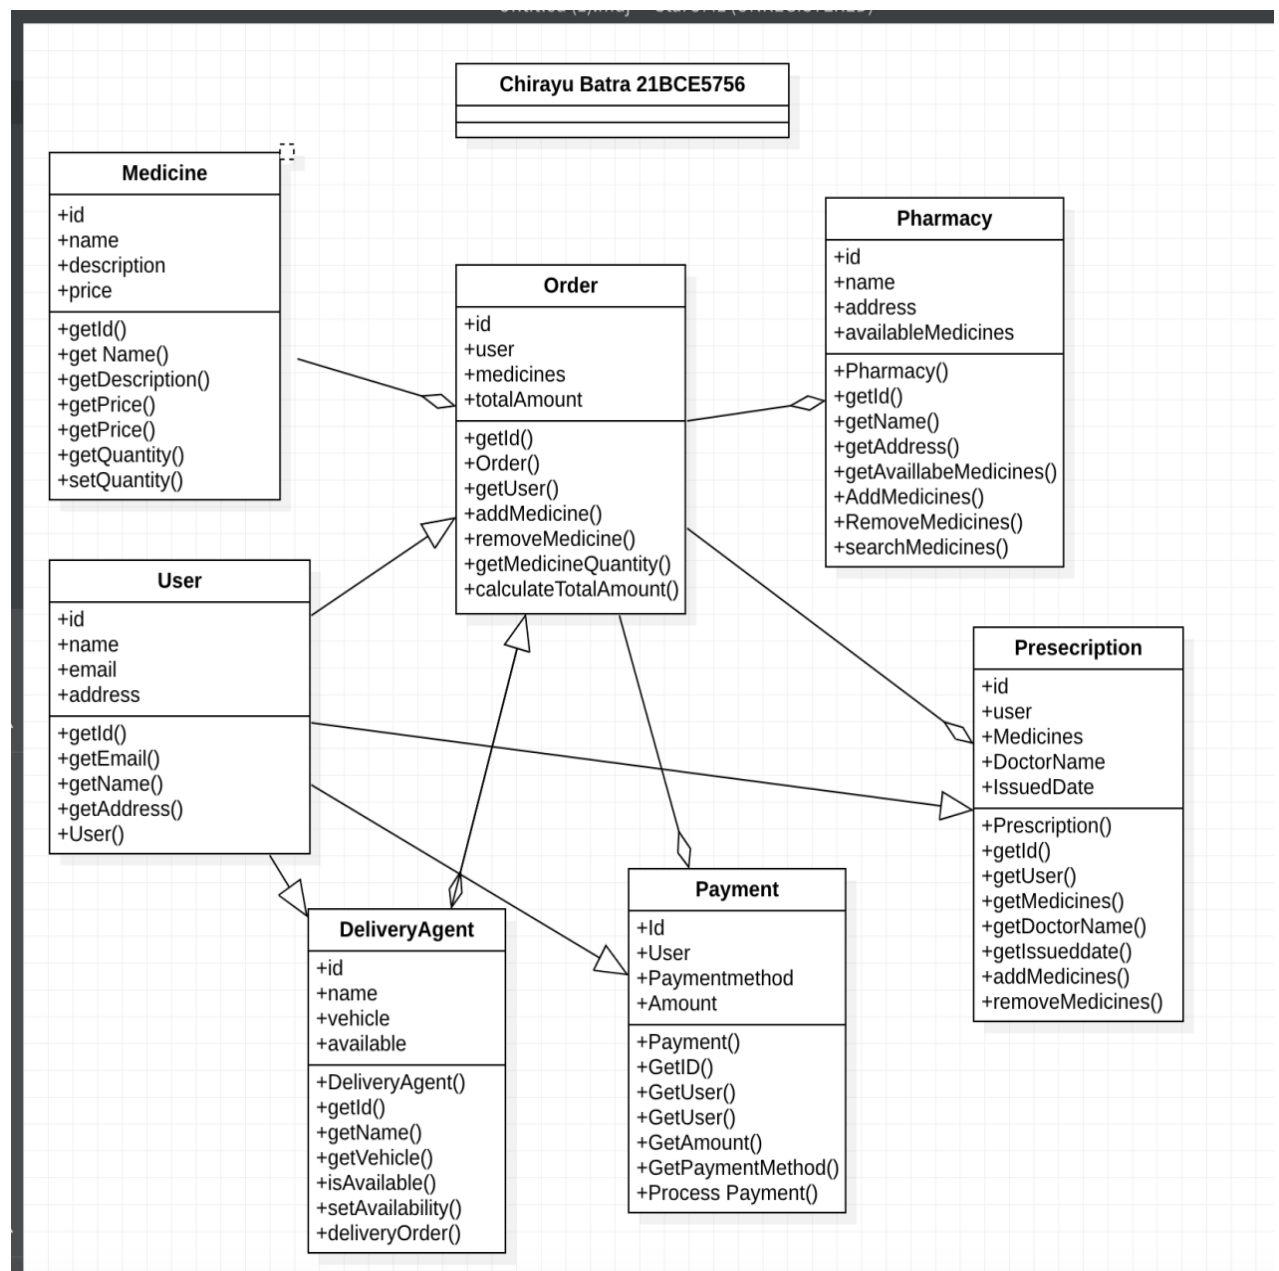 Chirayu Batra 21BCE5756
Medicine
+id
+name
+description
+price
+getId()
+get Name()
+getDescription()
+getPrice()
+getPrice()
+getQuantity()
+setQuantity()
Order
+id
+user
+medicines
+totalAmount
+getId()
+Order()
+getUser()
+addMedicine()
+removeMedicine()
+getMedicineQuantity()
+calculateTotalAmount()
Pharmacy
+id
+name
+address
+availableMedicines
+Pharmacy()
+getId()
+getName()
+getAddress()
+getAvaillabeMedicines()
+AddMedicines()
+RemoveMedicines()
+searchMedicines()
User
+id
+name
+email
+address
+getId()
+getEmail()
+getName()
+getAddress()
+User()
Presecription
+id
+user
+Medicines
+DoctorName
+IssuedDate
+Prescription()
+getId()
+getUser()
+getMedicines()
+getDoctorName()
+getIssueddate()
+addMedicines()
+removeMedicines()
DeliveryAgent
+id
+name
+vehicle
+available
+DeliveryAgent()
+getId()
+getName()
+getVehicle()
+isAvailable()
+setAvailability()
+deliveryOrder()
Payment
+Id
+User
+Paymentmethod
+Amount
+Payment()
+GetID()
+GetUser()
+GetUser()
+GetAmount()
+GetPaymentMethod()
+Process Payment()